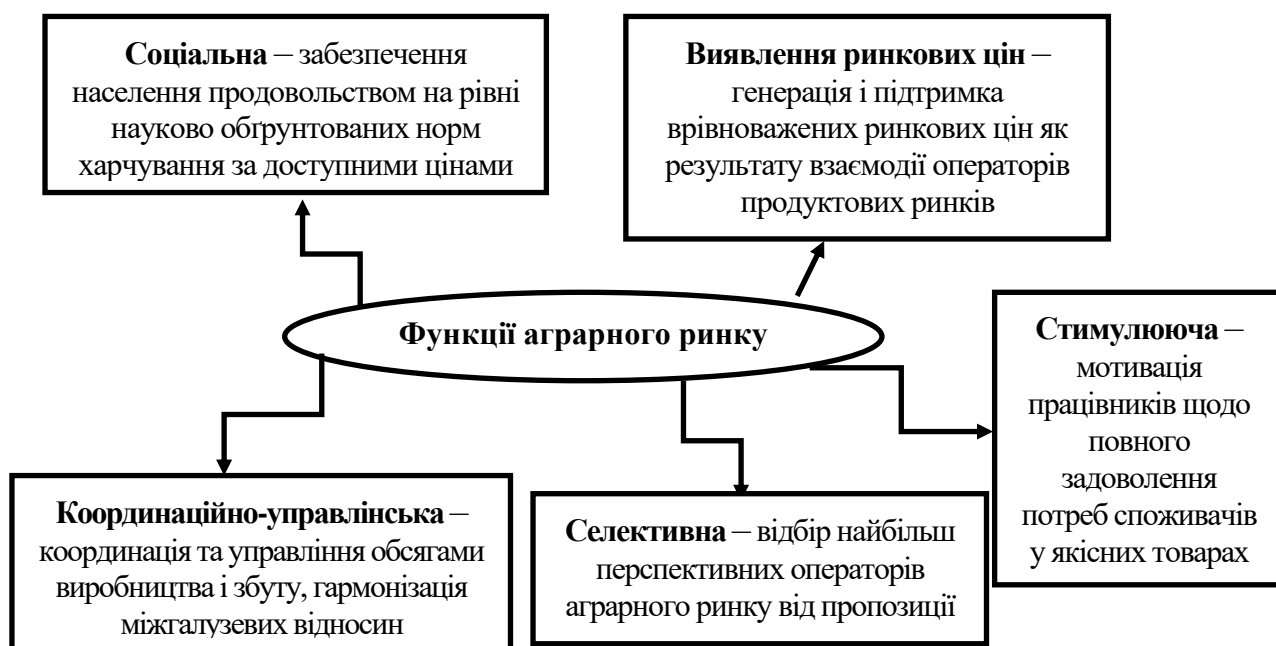 Соціальна – забезпечення
населення продовольством на рівні
науково обґрунтованих норм
харчування за доступними цінами
Виявлення ринкових цін –
генерація і підтримка
врівноважених ринкових цін як
результату взаємодії операторів
продуктових ринків
Функції аграрного ринку
Стимулююча –
мотивація
працівників щодо
повного
задоволення
потреб споживачів
у якісних товарах
Координаційно-управлінська –
координація та управління обсягами
виробництва і збуту, гармонізація
міжгалузевих відносин
Селективна – відбір найбільш
перспективних операторів
аграрного ринку від пропозиції